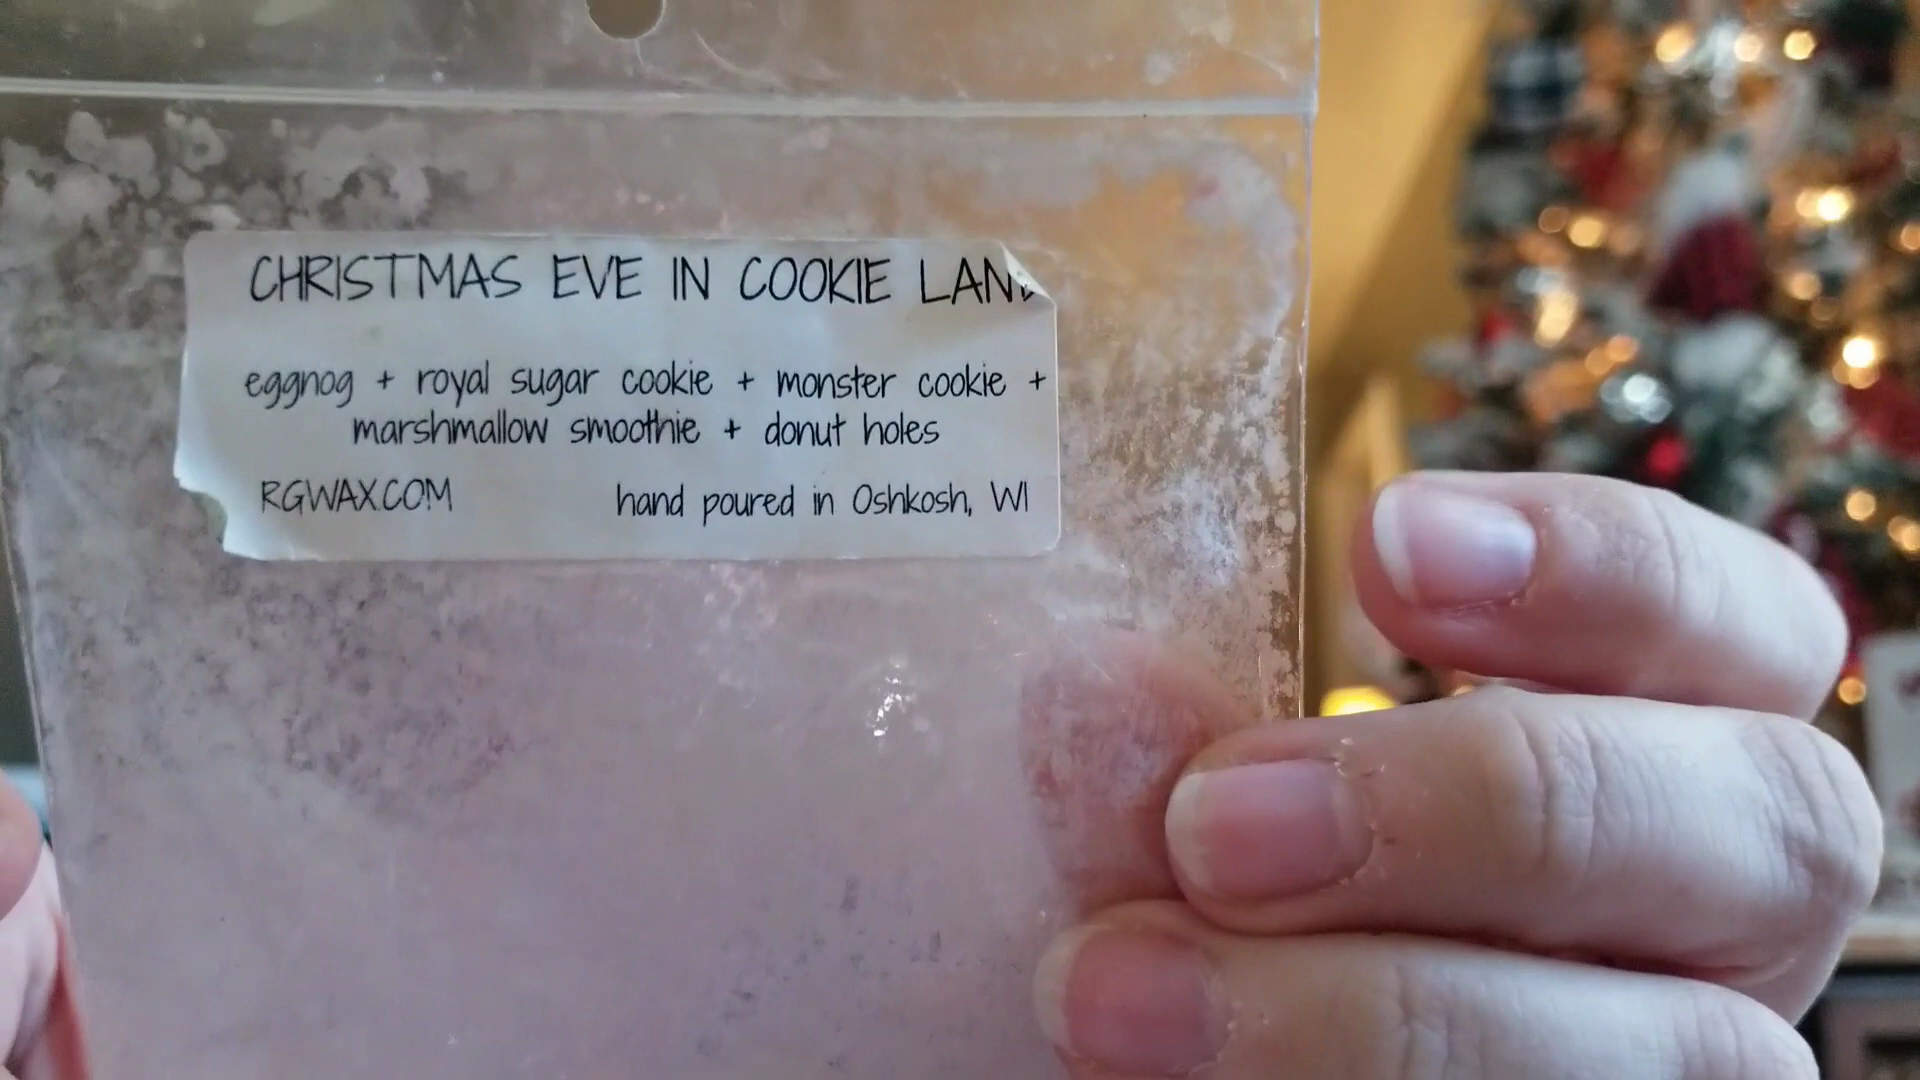 CHRISTMAS EVE IN COOKIE LAND
eggnog + royal sugar cookie + monster cookie +
marshmallow smoothie + donut holes
RGWAX.COM hand poured in Oshkosh, WI